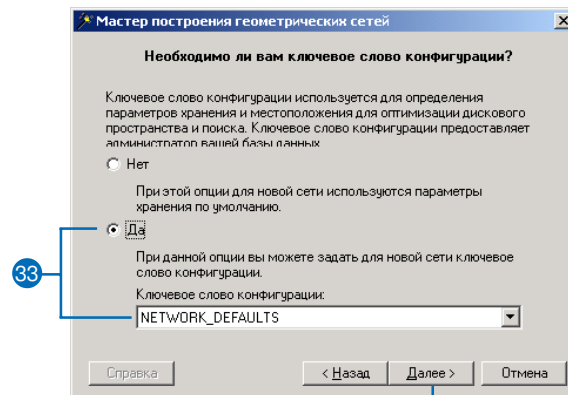 Мастер построения геометрических сетей
Необходимо ли вам ключевое слово конфигурации?
Ключевое слово конфигурации используется для определения
параметров хранения и местоположения для оптимизации дискового
пространства и поиска. Ключевое слово конфигурации предоставляет
администратор вашей базы данных
Нет
При этой опции для новой сети используются параметры
хранения по умолчанию.
Да
При данной опции вы можете задать для новой сети ключевое
слово конфигурации.
33
Ключевое слово конфигурации:
NETWORK_DEFAULTS
Справка
< Назад
Далее >
Отмена